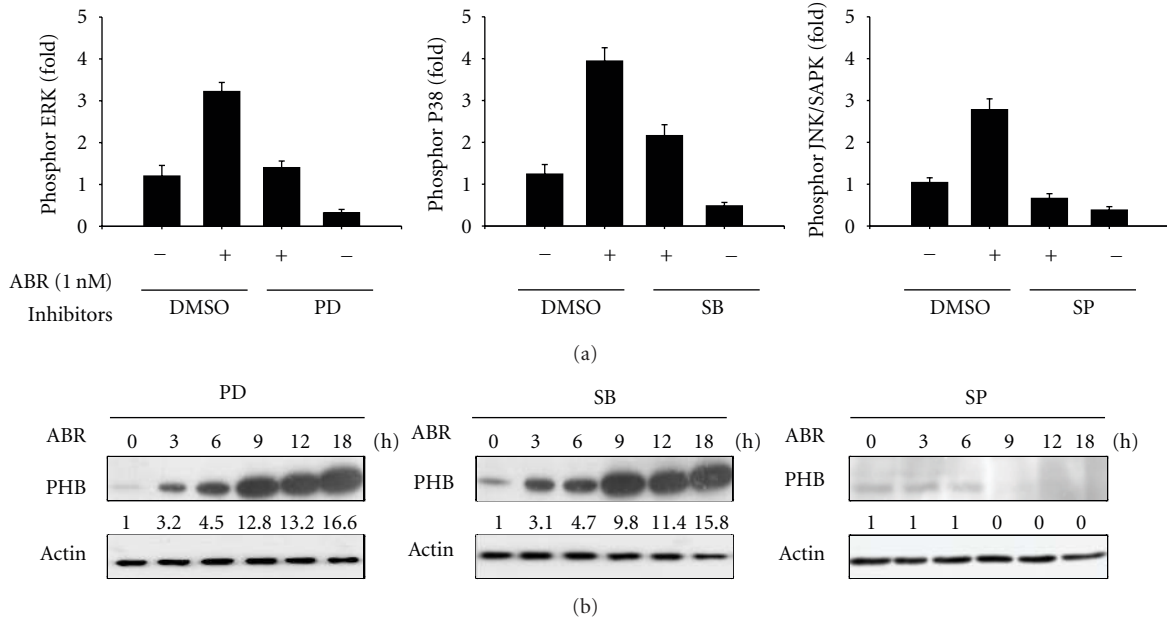 Phosphor ERK (fold)
5
4
3
2
1
0
− + + −
ABR (1 nM)
Inhibitors
DMSO PD
Phosphor P38 (fold)
5
4
3
2
1
0
− + + −
DMSO SB
Phosphor JNK/SAPK (fold)
5
4
3
2
1
0
− + + −
DMSO SP
(a)
PD
ABR 0 3 6 9 12 18 (h)
PHB
1 3.2 4.5 12.8 13.2 16.6
Actin
SB
ABR 0 3 6 9 12 18 (h)
PHB
1 3.1 4.7 9.8 11.4 15.8
Actin
SP
ABR 0 3 6 9 12 18 (h)
PHB
1 1 1 0 0 0
Actin
(b)